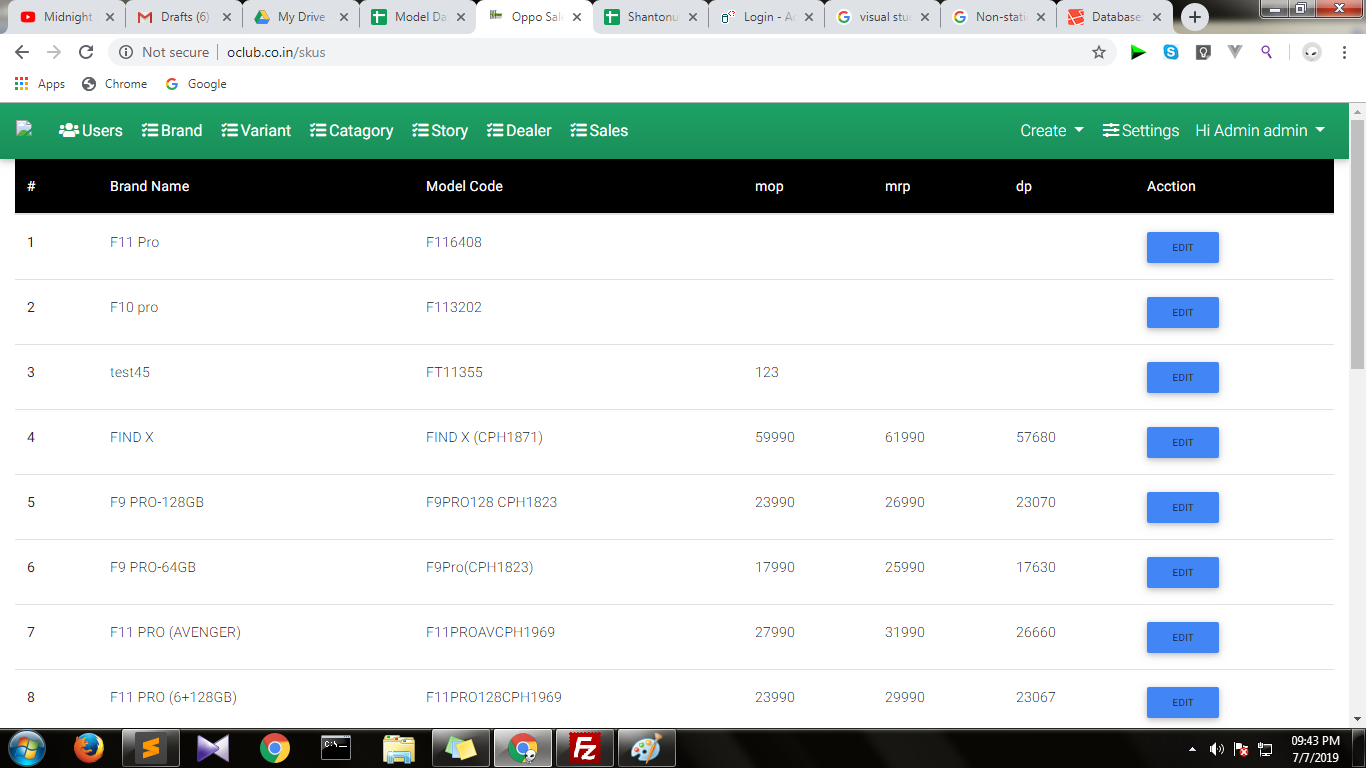 Midnight
Drafts (6)
My Drive
Model Da
Oppo Sal
Shantonu
Login - A
visual stu
Non-stati
Database
Not secure
oclub.co.in/skus
Apps
Chrome
Google
Users
Brand
Variant
Catagory
Story
Dealer
Sales
Create
Settings
Hi Admin admin
# Brand Name Model Code mop mrp dp Acction
1 F11 Pro F116408 EDIT
2 F10 pro F113202 EDIT
3 test45 FT11355 123 EDIT
4 FIND X FIND X (CPH1871) 59990 61990 57680 EDIT
5 F9 PRO-128GB F9PRO128 CPH1823 23990 26990 23070 EDIT
6 F9 PRO-64GB F9Pro(CPH1823) 17990 25990 17630 EDIT
7 F11 PRO (AVENGER) F11PROAVCPH1969 27990 31990 26660 EDIT
8 F11 PRO (6+128GB) F11PRO128CPH1969 23990 29990 23067 EDIT
09:43 PM
7/7/2019